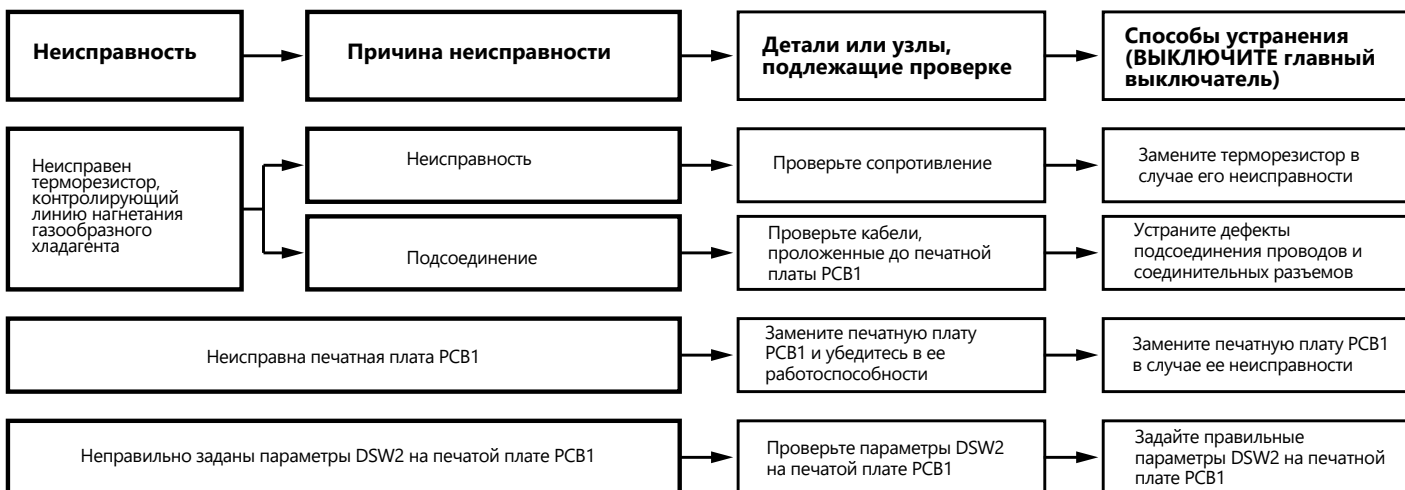 Неисправность
Причина неисправности
Детали или узлы,
подлежащие проверке
Способы устранения
(ВЫКЛЮЧИТЕ главный
выключатель)
Неисправен
терморезистор,
контролирующий
линию нагнетания
газообразного
хладагента
Неисправность
Проверьте сопротивление
Замените терморезистор в
случае его неисправности
Подсоединение
Проверьте кабели,
проложенные до печатной
платы PCB1
Устраните дефекты
подсоединения проводов и
соединительных разъемов
Неисправна печатная плата PCB1
Замените печатную плату
PCB1 и убедитесь в ее
работоспособности
Замените печатную плату PCB1
в случае ее неисправности
Неправильно заданы параметры DSW2 на печатой плате PCB1
Проверьте параметры DSW2
на печатой плате PCB1
Задайте правильные
параметры DSW2 на печатной
плате PCB1